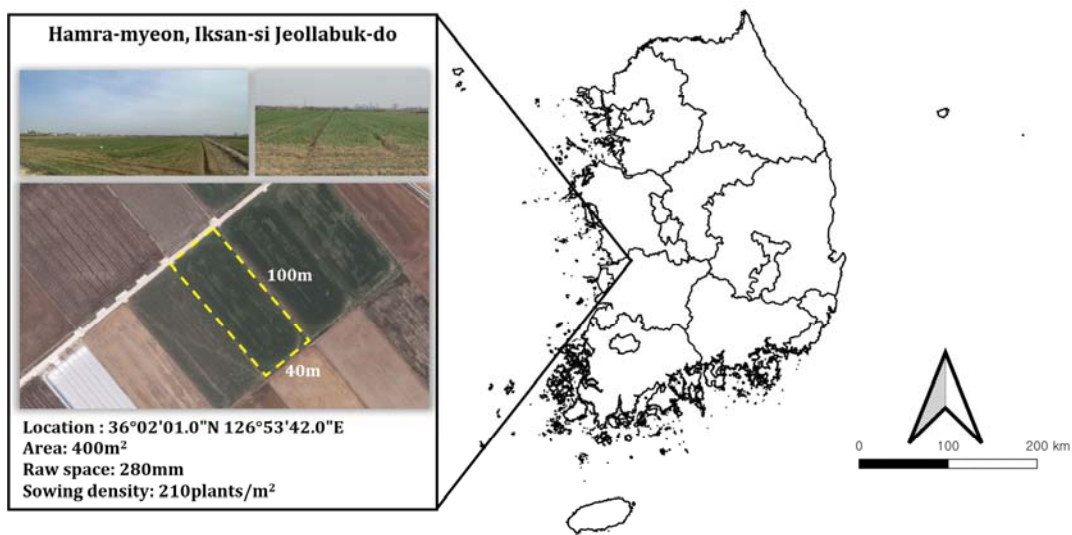 Hamra-myeon, Iksan-si Jeollabuk-do
100m
40m
Location : 36°02'01.0"N 126°53'42.0"E
Area: 400m²
Raw space: 280mm
Sowing density: 210plants/m²
0 100 200 km